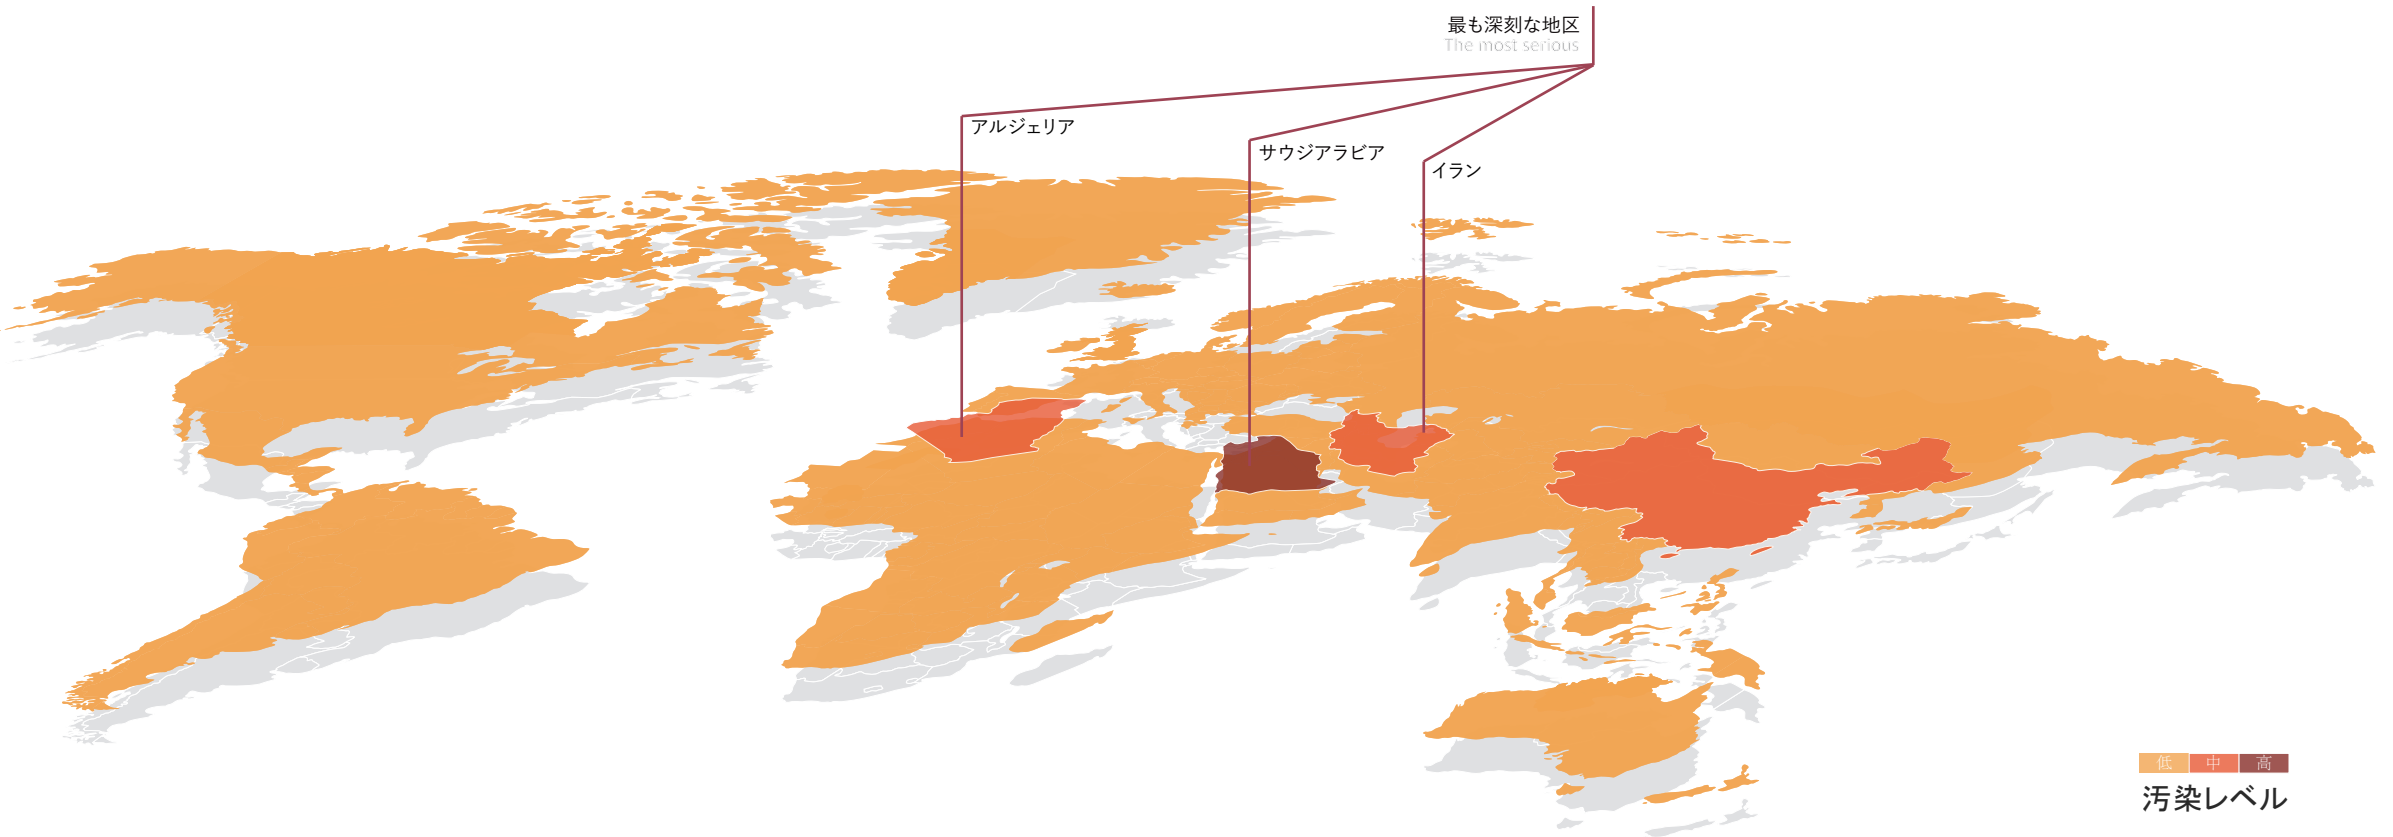 最も深刻な地区
The most serious
アルジェリア
サウジアラビア
イラン
低 中 高
汚染レベル